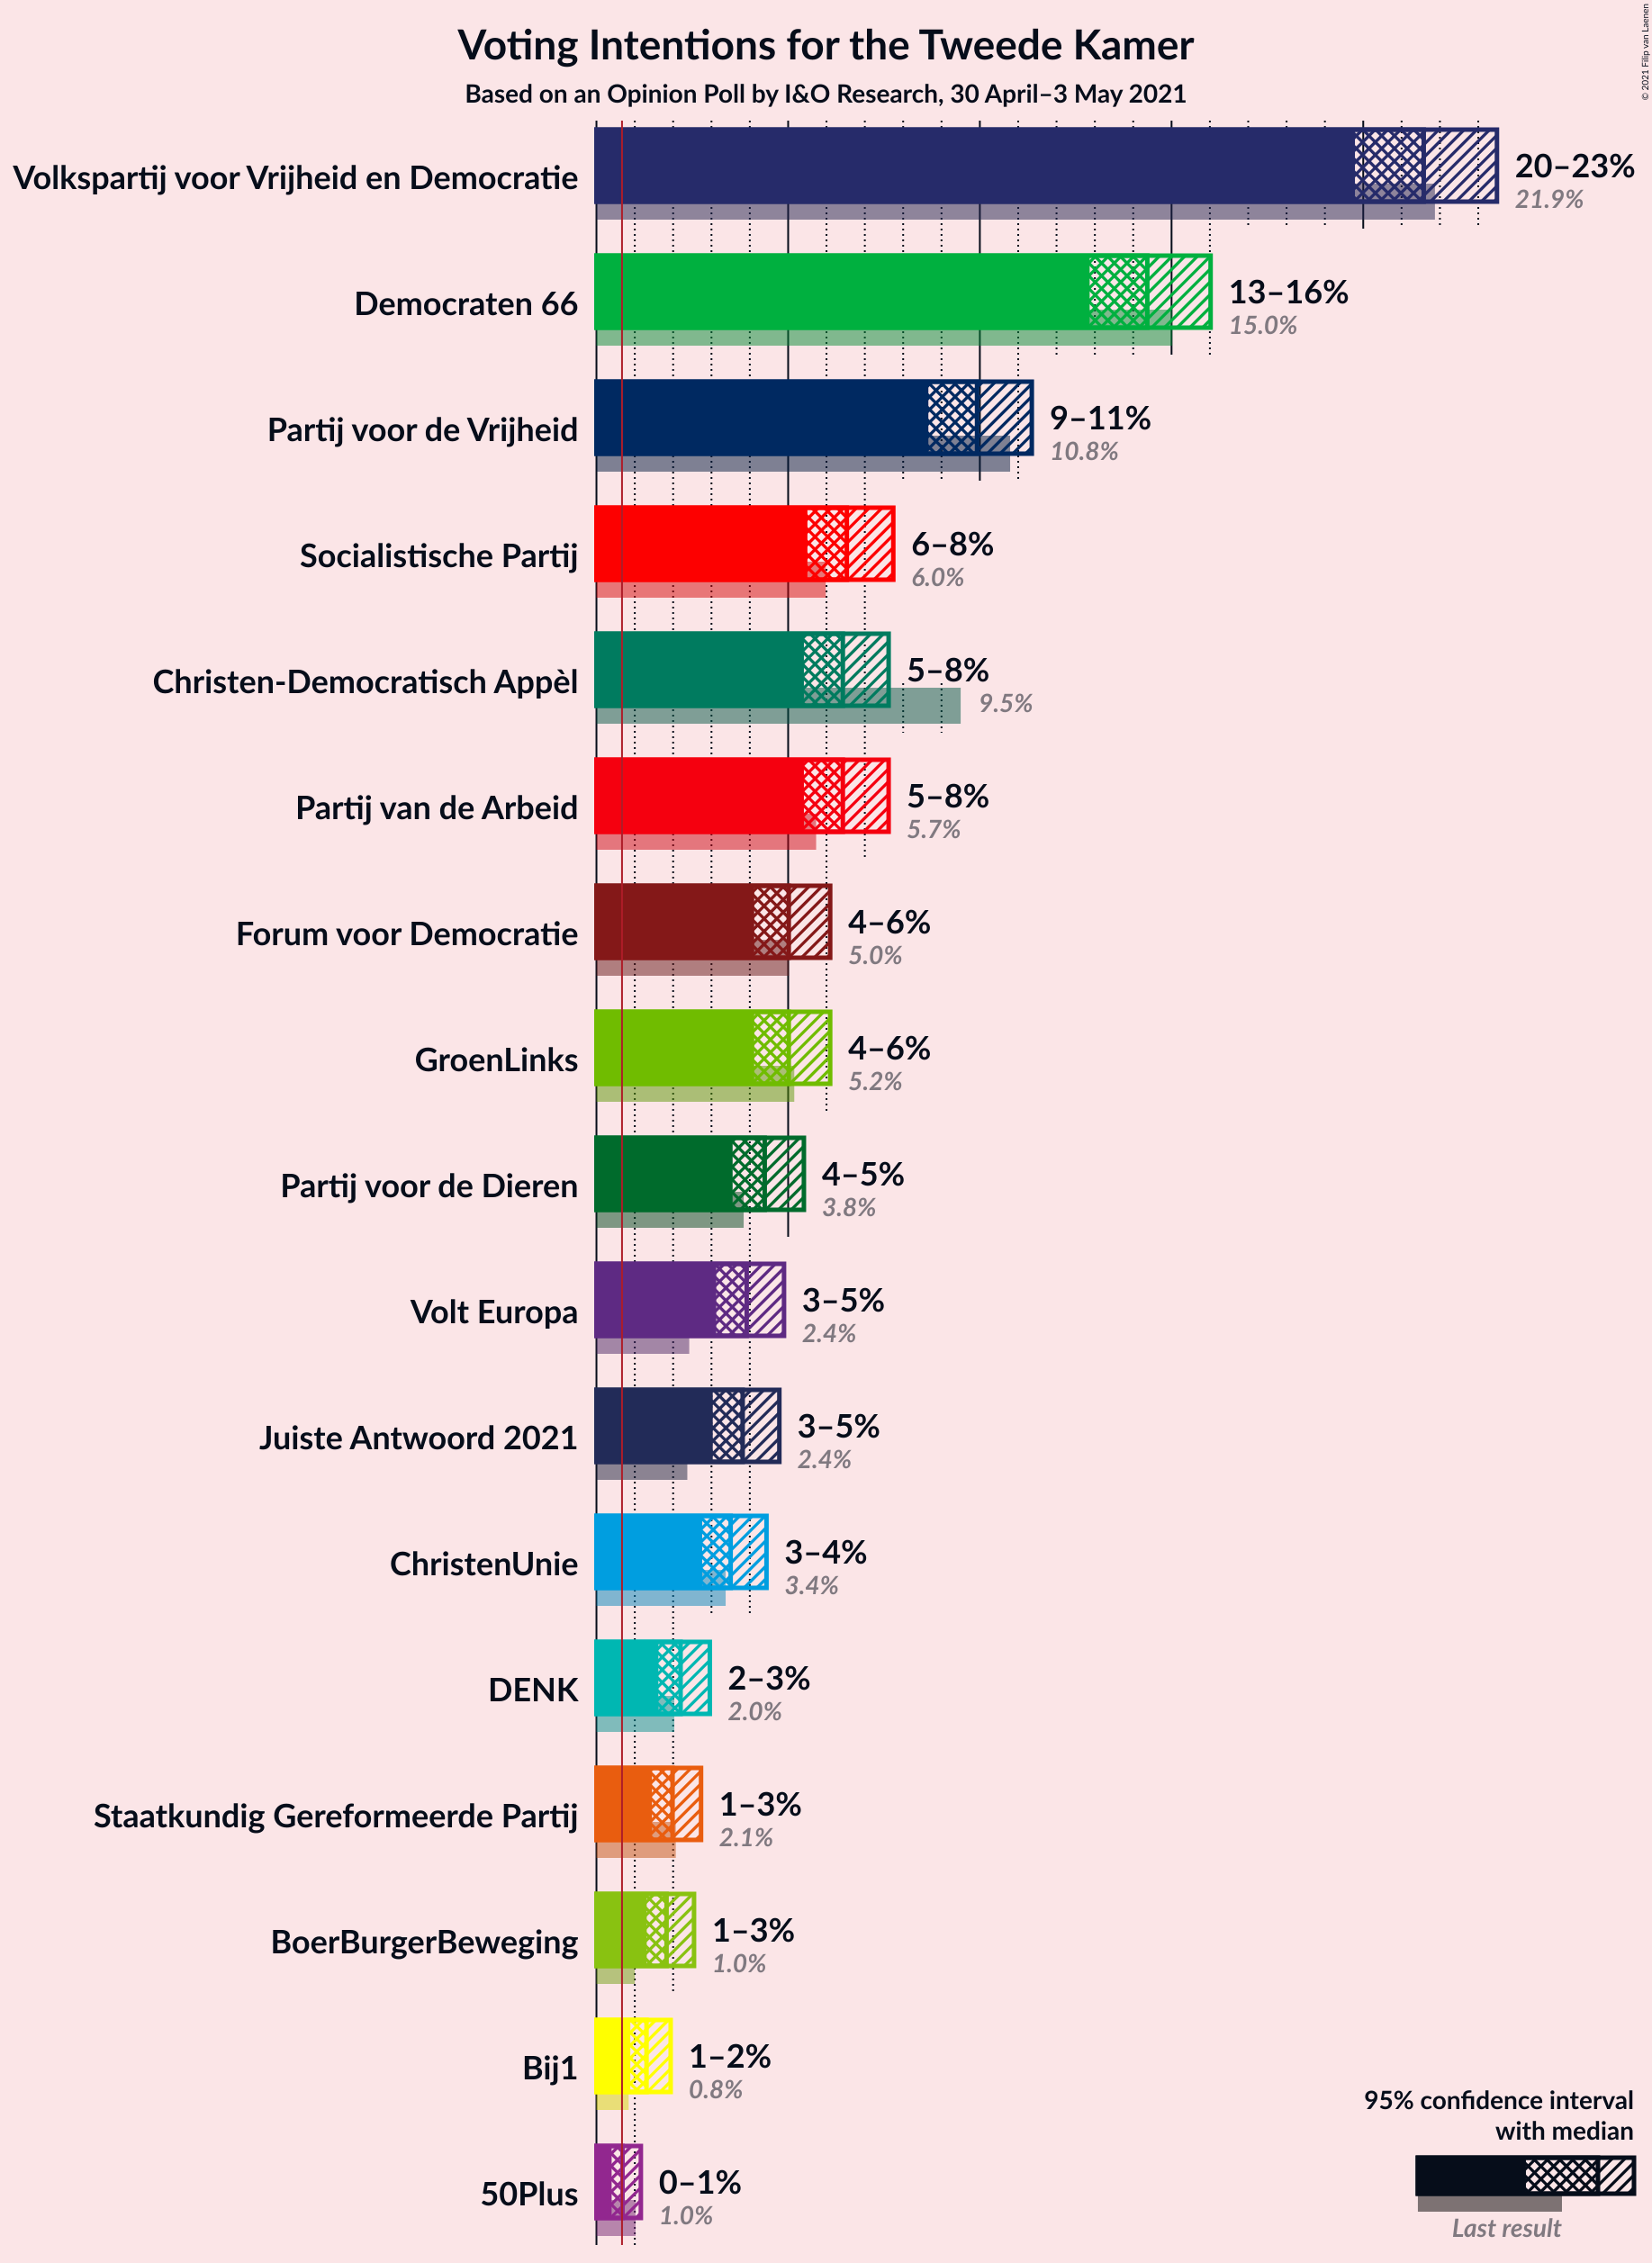 Voting Intentions for the Tweede Kamer
Based on an Opinion Poll by I&O Research, 30 April–3 May 2021
© 2021 Filip van Laenen
Volkspartij voor Vrijheid en Democratie
20–23%
21.9%
Democraten 66
13–16%
15.0%
Partij voor de Vrijheid
9–11%
10.8%
Socialistische Partij
6–8%
6.0%
Christen-Democratisch Appèl
5–8%
9.5%
Partij van de Arbeid
5–8%
5.7%
Forum voor Democratie
4–6%
5.0%
GroenLinks
4–6%
5.2%
Partij voor de Dieren
4–5%
3.8%
Volt Europa
3–5%
2.4%
Juiste Antwoord 2021
3–5%
2.4%
ChristenUnie
3–4%
3.4%
DENK
2–3%
2.0%
Staatkundig Gereformeerde Partij
1–3%
2.1%
BoerBurgerBeweging
1–3%
1.0%
Bij1
1–2%
0.8%
50Plus
0–1%
1.0%
95% confidence interval
with median
Last result